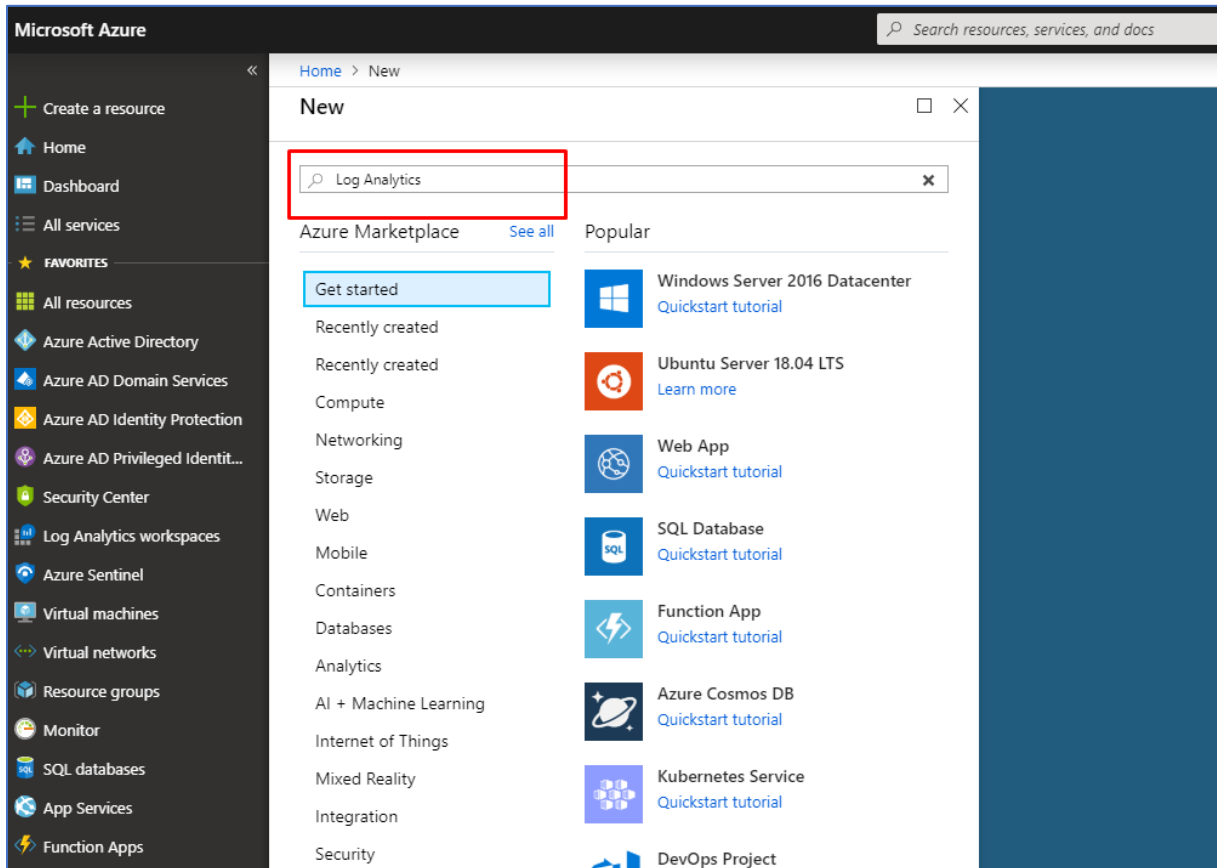 Microsoft Azure
Search resources, services, and docs
«
Create a resource
Home
Dashboard
All services
FAVORITES
All resources
Azure Active Directory
Azure AD Domain Services
Azure AD Identity Protection
Azure AD Privileged Identit...
Security Center
Log Analytics workspaces
Azure Sentinel
Virtual machines
Virtual networks
Resource groups
Monitor
SQL databases
App Services
Function Apps
Home > New
New
Log Analytics
Azure Marketplace See all
Get started
Recently created
Recently created
Compute
Networking
Storage
Web
Mobile
Containers
Databases
Analytics
AI + Machine Learning
Internet of Things
Mixed Reality
Integration
Security
Popular
Windows Server 2016 Datacenter
Quickstart tutorial
Ubuntu Server 18.04 LTS
Learn more
Web App
Quickstart tutorial
SQL
SQL Database
Quickstart tutorial
Function App
Quickstart tutorial
Azure Cosmos DB
Quickstart tutorial
Kubernetes Service
Quickstart tutorial
DevOps Project